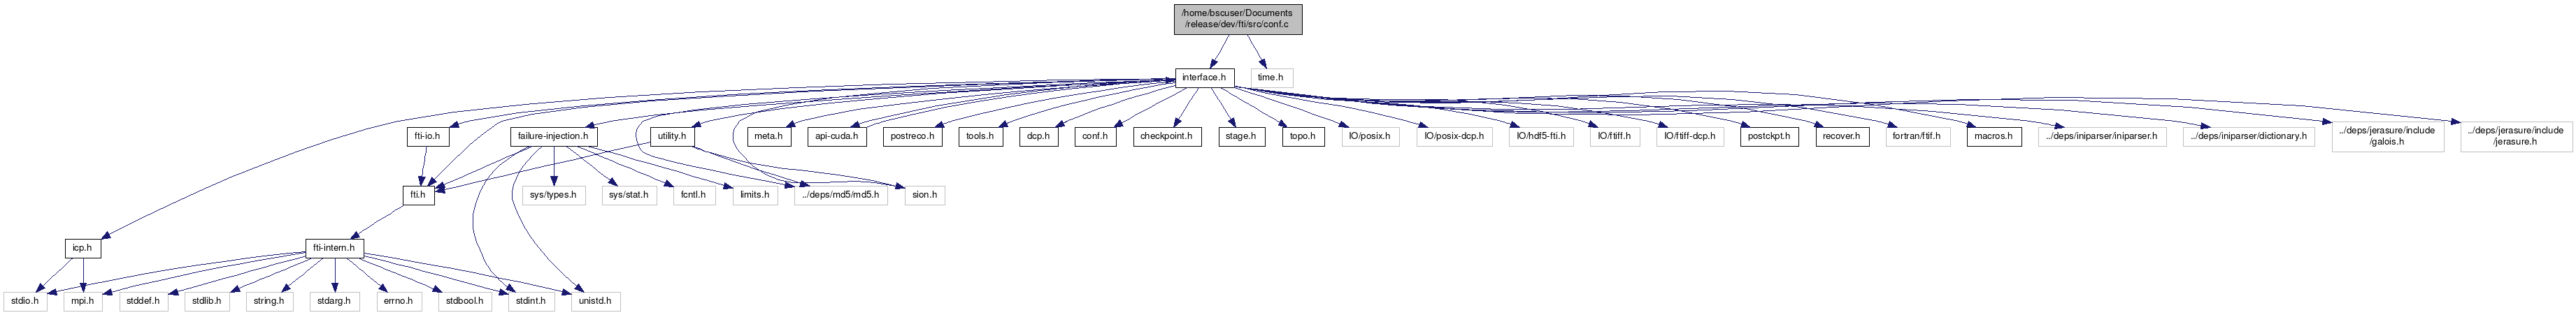 /home/bscuser/Documents
/release/dev/fti/src/conf.c
interface.h
time.h
fti-io.h
failure-injection.h
utility.h
meta.h
api-cuda.h
postreco.h
tools.h
dcp.h
conf.h
checkpoint.h
stage.h
topo.h
IO/posix.h
IO/posix-dcp.h
IO/hdf5-fti.h
IO/ftiff.h
IO/ftiff-dcp.h
postckpt.h
recover.h
fortran/ftif.h
macros.h
../deps/iniparser/iniparser.h
../deps/iniparser/dictionary.h
../deps/jerasure/include
/galois.h
../deps/jerasure/include
/jerasure.h
fti.h
sys/types.h
sys/stat.h
fcntl.h
limits.h
../deps/md5/md5.h
sion.h
icp.h
fti-intern.h
stdio.h
mpi.h
stddef.h
stdlib.h
string.h
stdarg.h
errno.h
stdbool.h
stdint.h
unistd.h